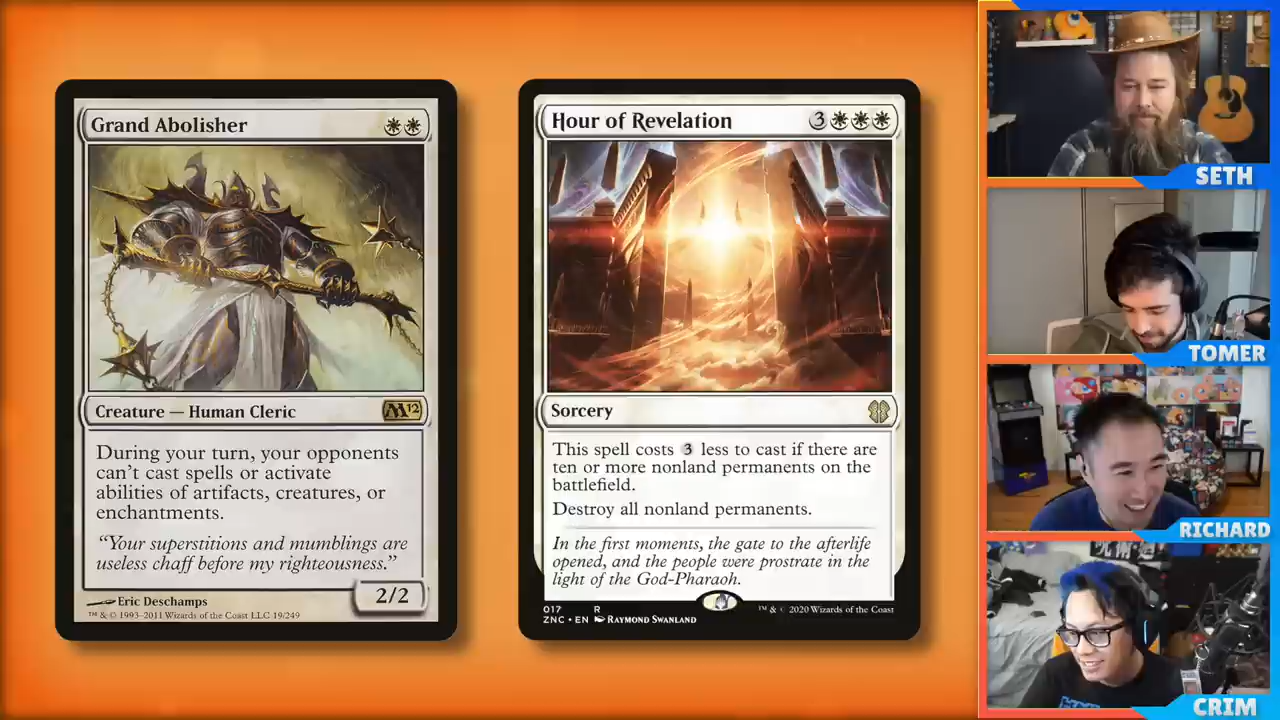 Grand Abolisher
M12
Creature — Human Cleric
During your turn, your opponents
can't cast spells or activate
abilities of artifacts, creatures, or
enchantments.
“Your superstitions and mumblings are
useless chaff before my righteousness.”
Eric Deschamps
™ & © 1993–2011 Wizards of the Coast LLC 19/249
2/2
Hour of Revelation
3
Sorcery
This spell costs 3 less to cast if there are
ten or more nonland permanents on the
battlefield.
Destroy all nonland permanents.
In the first moments, the gate to the afterlife
opened, and the people were prostrate in the
light of the God-Pharaoh.
017 R
ZNC • EN Raymond Swanland
™ & © 2020 Wizards of the Coast
SETH
TOMER
RICHARD
CRIM